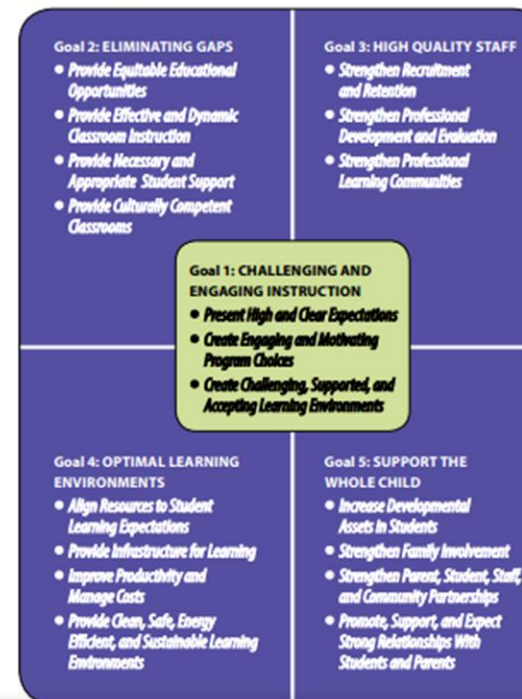 Goal 2: ELIMINATING GAPS
• Provide Equitable Educational
Opportunities
• Provide Effective and Dynamic
Classroom Instruction
• Provide Necessary and
Appropriate Student Support
• Provide Culturally Competent
Classrooms
Goal 3: HIGH QUALITY STAFF
• Strengthen Recruitment
and Retention
• Strengthen Professional
Development and Evaluation
• Strengthen Professional
Learning Communities
Goal 1: CHALLENGING AND
ENGAGING INSTRUCTION
• Present High and Clear Expectations
• Create Engaging and Motivating
Program Choices
• Create Challenging, Supported, and
Accepting Learning Environments
Goal 4: OPTIMAL LEARNING
ENVIRONMENTS
• Align Resources to Student
Learning Expectations
• Provide Infrastructure for Learning
• Improve Productivity and
Manage Costs
• Provide Clean, Safe, Energy
Efficient, and Sustainable Learning
Environments
Goal 5: SUPPORT THE
WHOLE CHILD
• Increase Developmental
Assets In Students
• Strengthen Family Involvement
• Strengthen Parent, Student, Staff,
and Community Partnerships
• Promote, Support, and Expect
Strong Relationships With
Students and Parents